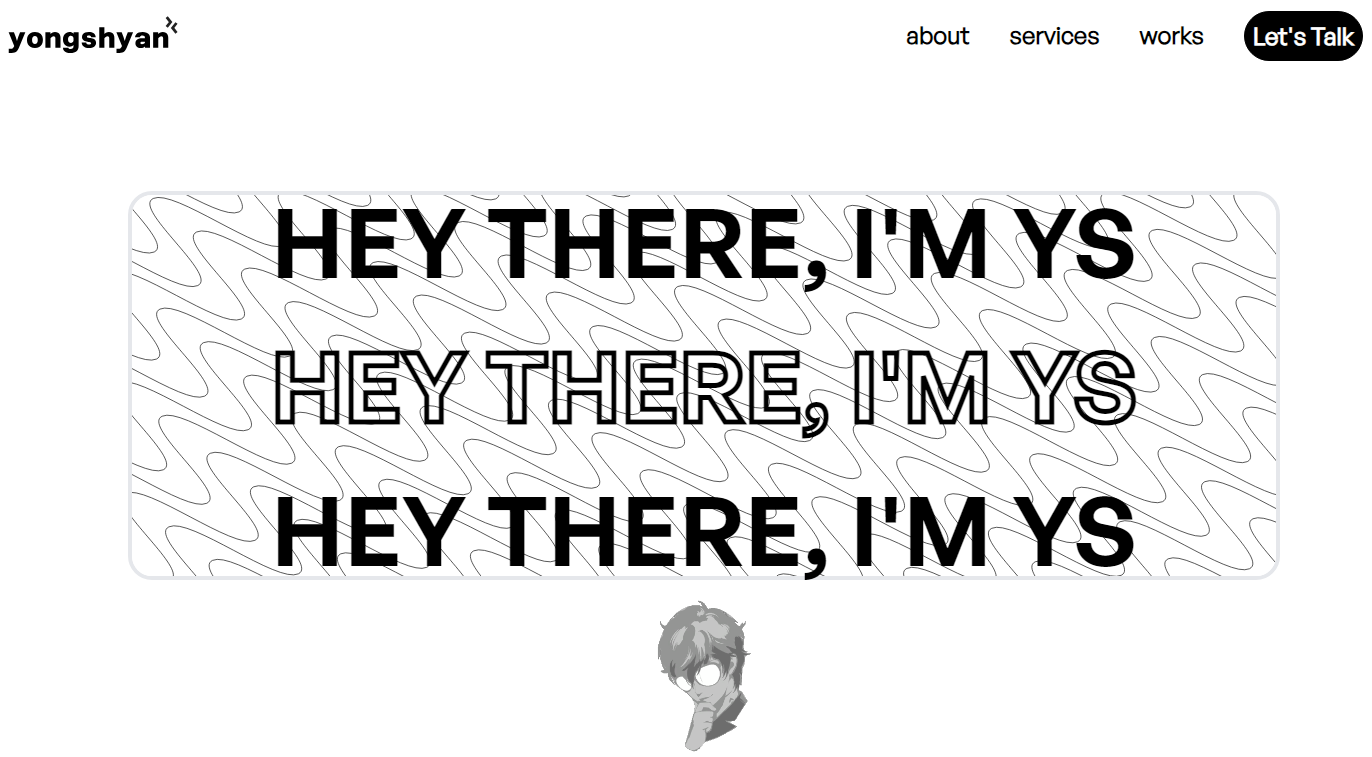 yongshyan
about services works Let's Talk
HEY THERE, I'M YS
HEY THERE, I'M YS
HEY THERE, I'M YS